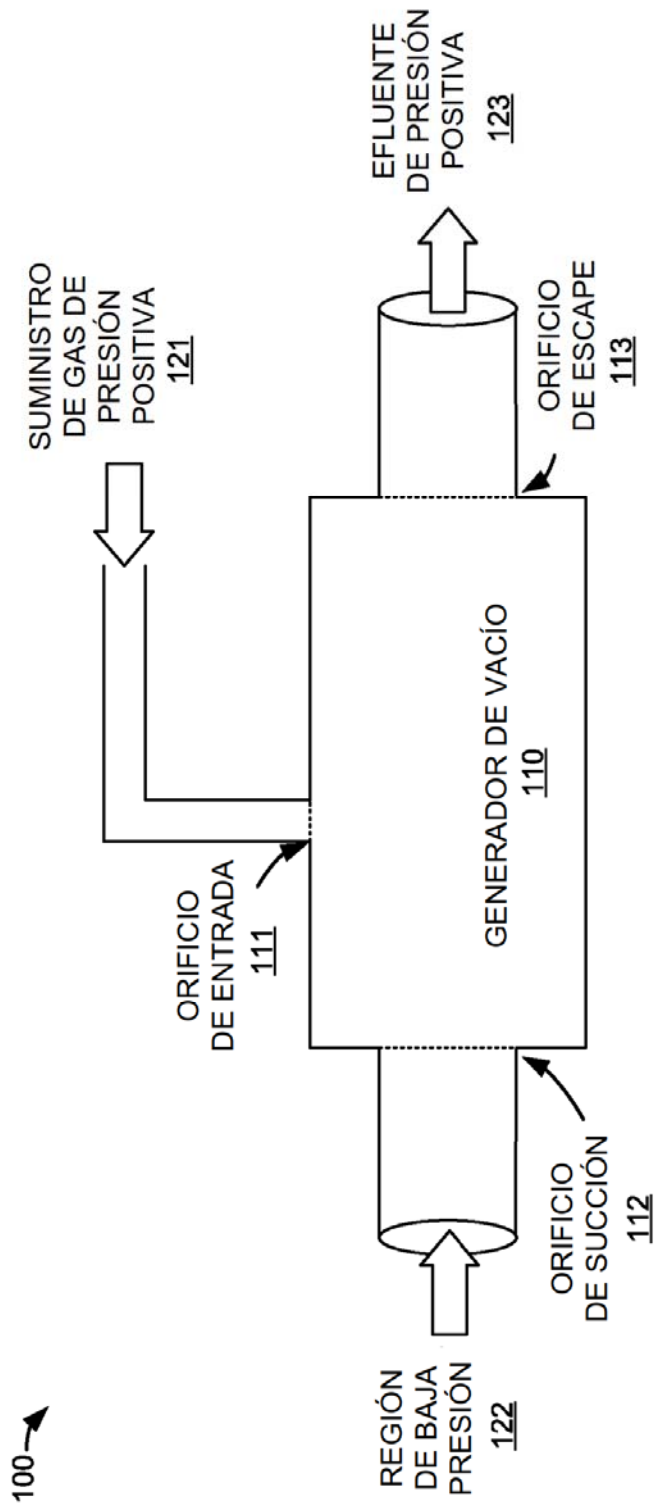 100
SUMINISTRO
DE GAS DE
PRESIÓN
POSITIVA
121
EFLUENTE
DE PRESIÓN
POSITIVA
123
ORIFICIO
DE ENTRADA
111
GENERADOR DE VACÍO
110
ORIFICIO
DE ESCAPE
113
REGIÓN
DE BAJA
PRESIÓN
122
ORIFICIO
DE SUCCIÓN
112